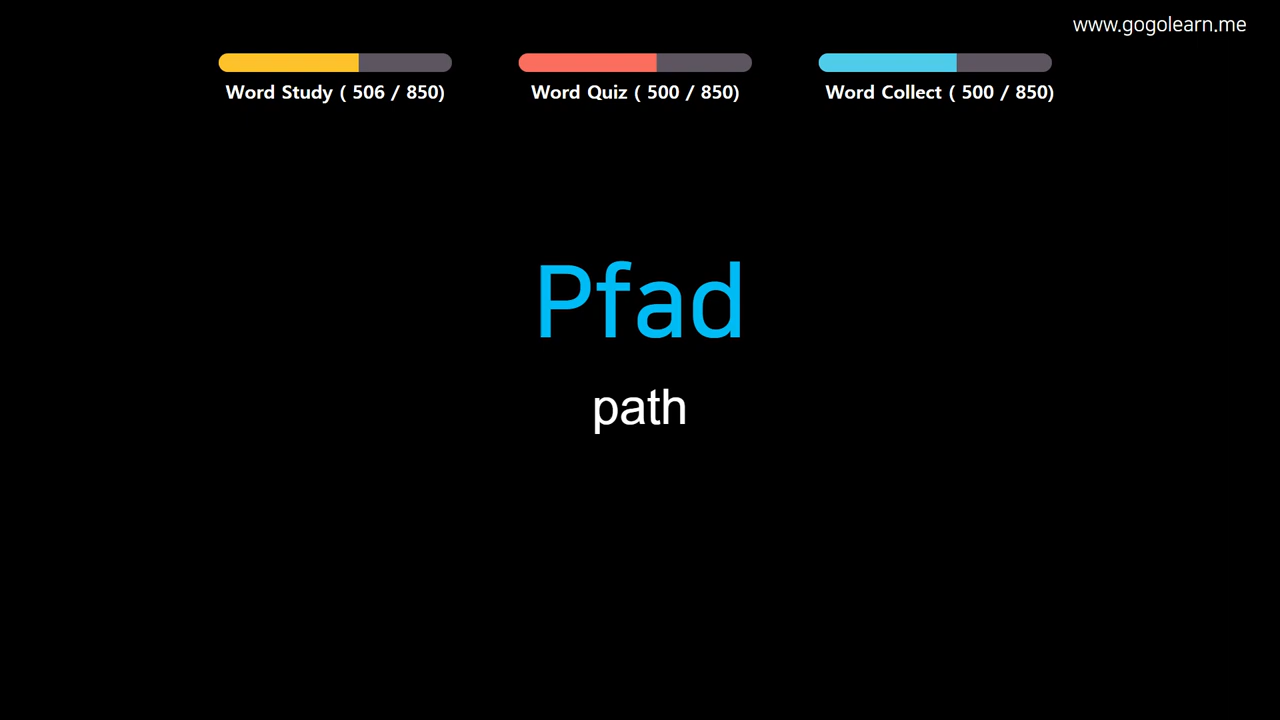 www.gogolearn.me
Word Study ( 506 / 850)
Word Quiz ( 500 / 850)
Word Collect ( 500 / 850)
Pfad
path